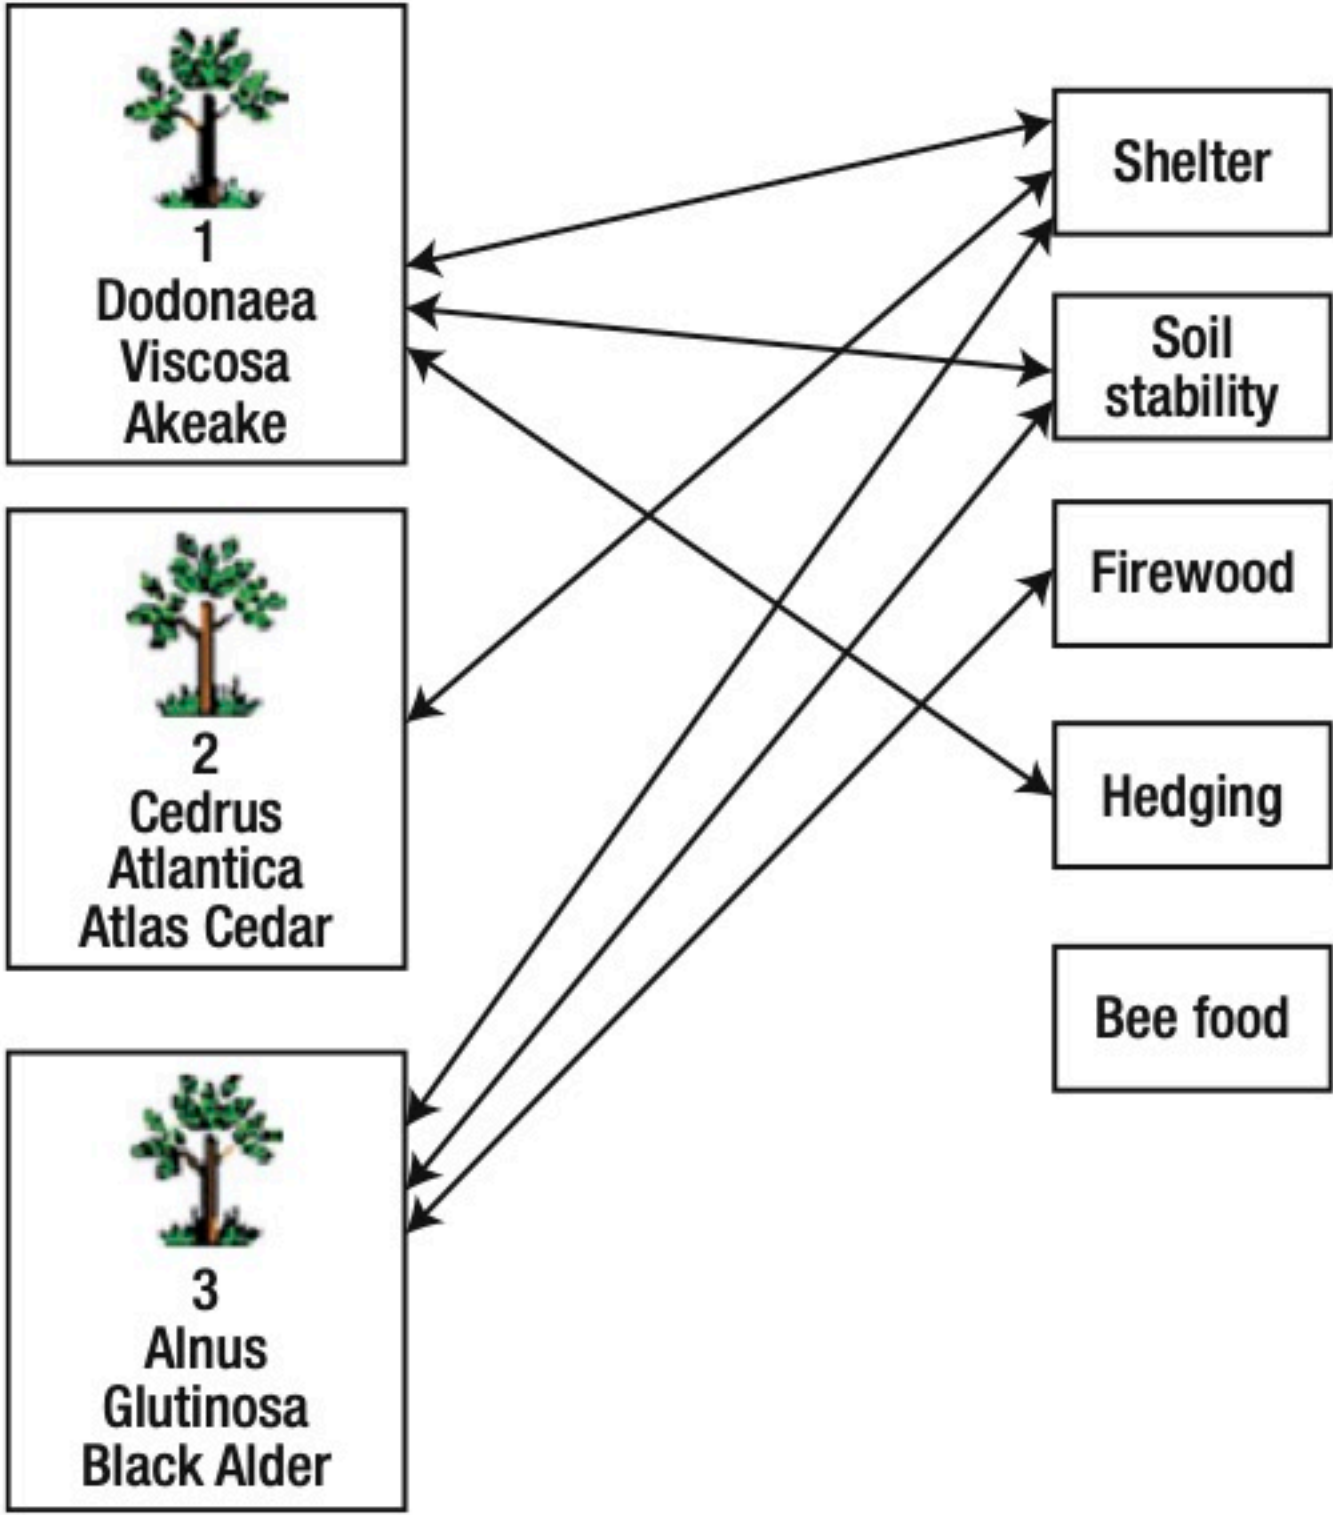 1
Dodonaea
Viscosa
Akeake
2
Cedrus
Atlantica
Atlas Cedar
3
Alnus
Glutinosa
Black Alder
Shelter
Soil
stability
Firewood
Hedging
Bee food